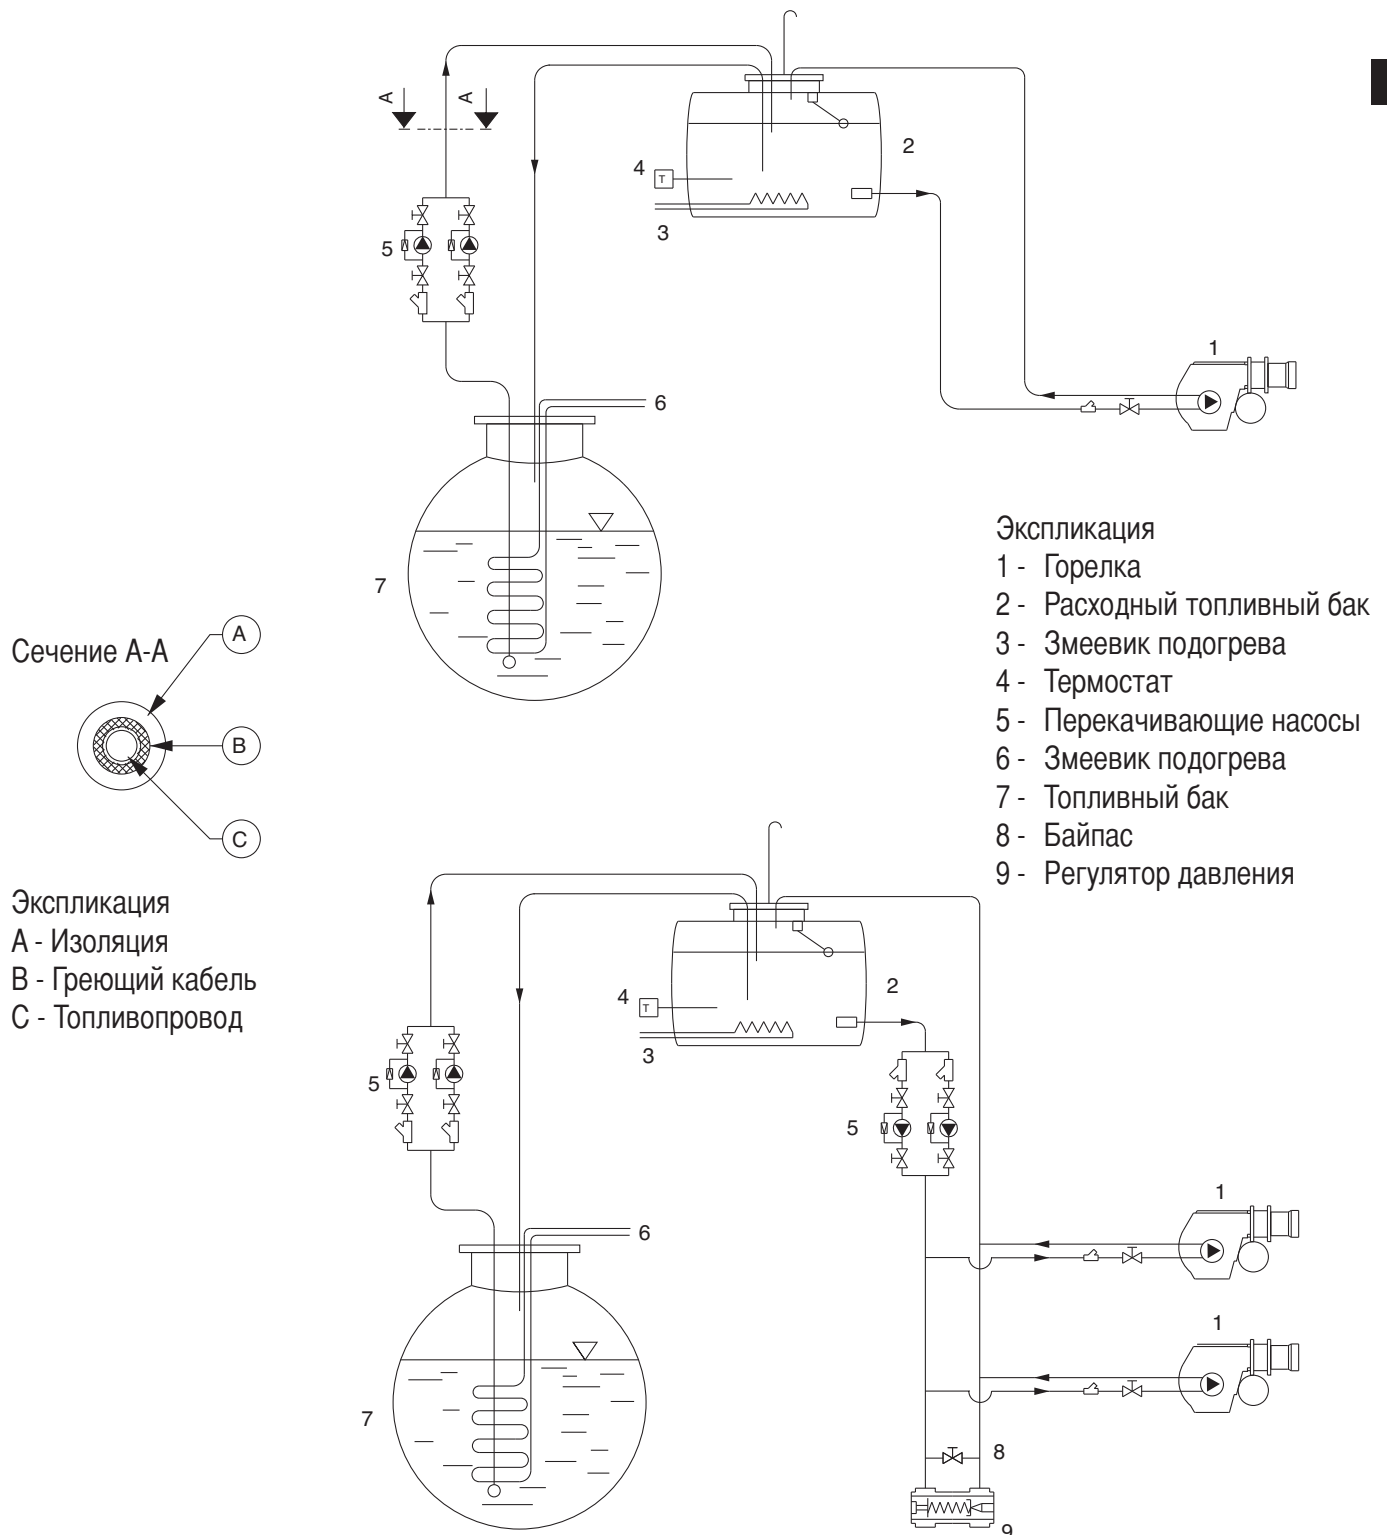 A
A
2
4
T
5
3
1
6
7
Экспликация
1 - Горелка
2 - Расходный топливный бак
3 - Змеевик подогрева
4 - Термостат
5 - Перекачивающие насосы
6 - Змеевик подогрева
7 - Топливный бак
8 - Байпас
9 - Регулятор давления
Сечение А-А
A
B
C
Экспликация
А - Изоляция
В - Греющий кабель
С - Топливопровод
2
4
T
3
5
5
1
6
1
7
8
9